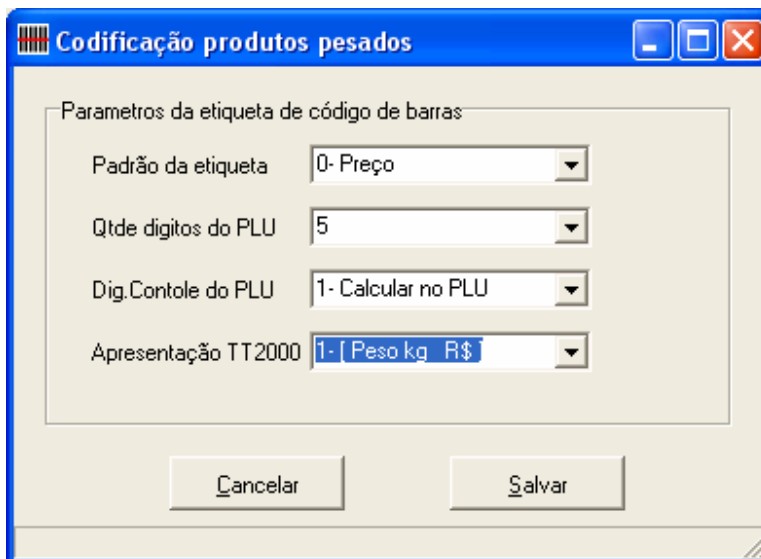 Codificação produtos pesados
Parametros da etiqueta de código de barras
Padrão da etiqueta 0- Preço
Qtde digitos do PLU 5
Dig.Contole do PLU 1- Calcular no PLU
Apresentação TT2000 1- [ Peso kg R$ ]
Cancelar Salvar